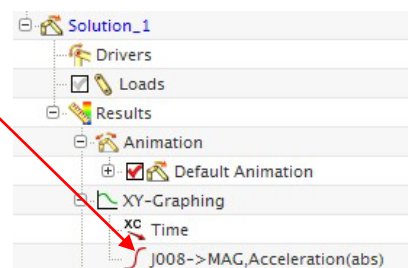 Solution_1
Drivers
Loads
Results
Animation
Default Animation
XY-Graphing
XC Time
J008->MAG,Acceleration(abs)